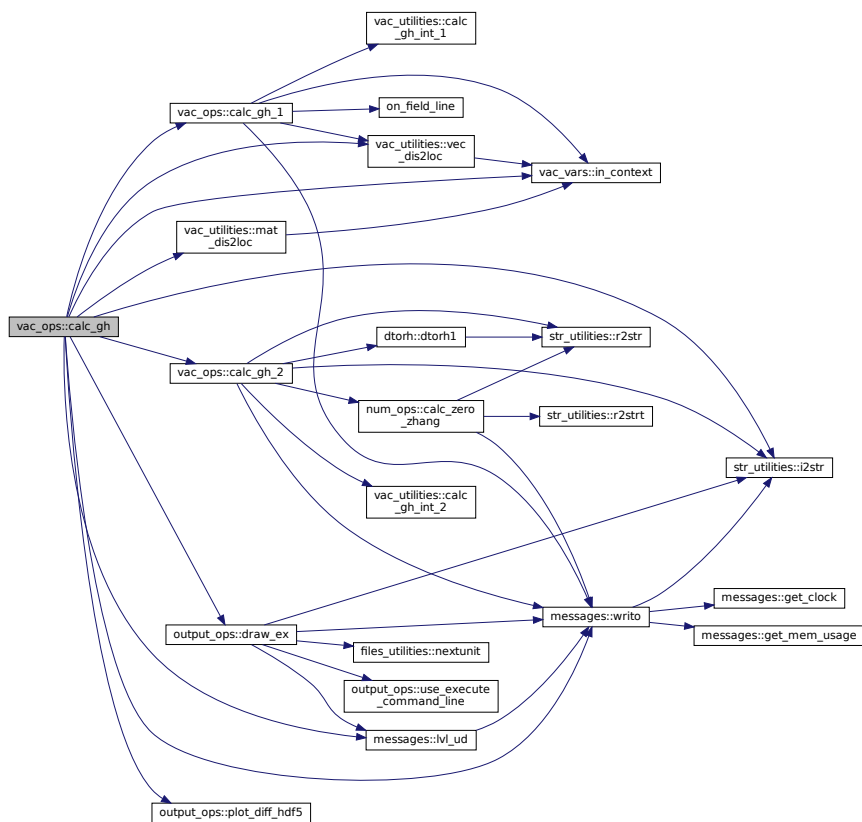 vac_utilities::calc
_gh_int_1
vac_ops::calc_gh_1
on_field_line
vac_utilities::vec
_dis2loc
vac_vars::in_context
vac_utilities::mat
_dis2loc
vac_ops::calc_gh
dtorh::dtorh1
str_utilities::r2str
vac_ops::calc_gh_2
num_ops::calc_zero
_zhang
str_utilities::r2strt
str_utilities::i2str
vac_utilities::calc
_gh_int_2
messages::get_clock
messages::writo
output_ops::draw_ex
messages::get_mem_usage
files_utilities::nextunit
output_ops::use_execute
_command_line
messages::lvl_ud
output_ops::plot_diff_hdf5